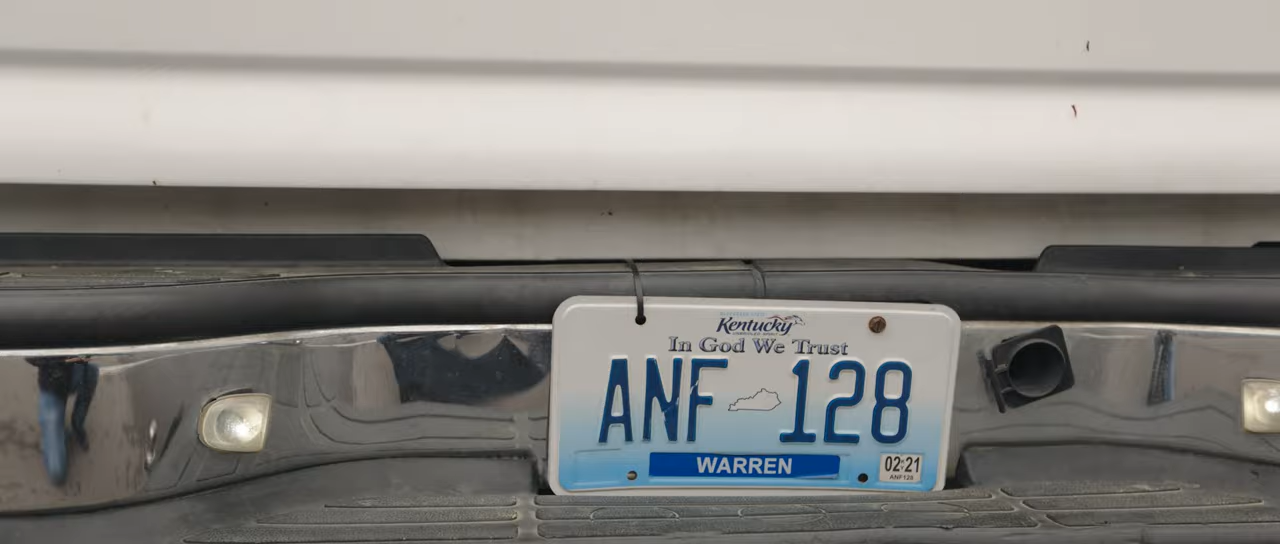 Kentucky
In God We Trust
ANF 128
WARREN
02-21
ANF128